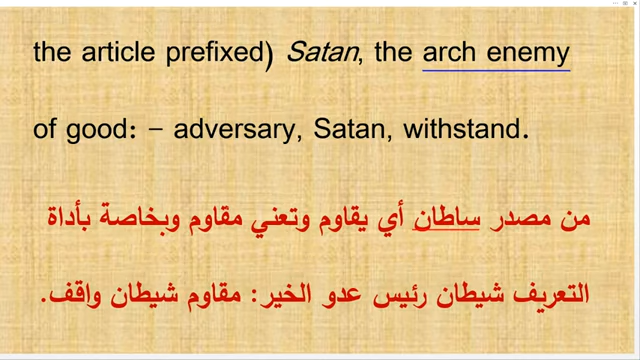 the article prefixed) Satan, the arch enemy
of good: – adversary, Satan, withstand.
من مصدر ساطان أي يقاوم وتعني مقاوم وبخاصة بأداة
التعريف شيطان رئيس عدو الخير: مقاوم شيطان واقف.